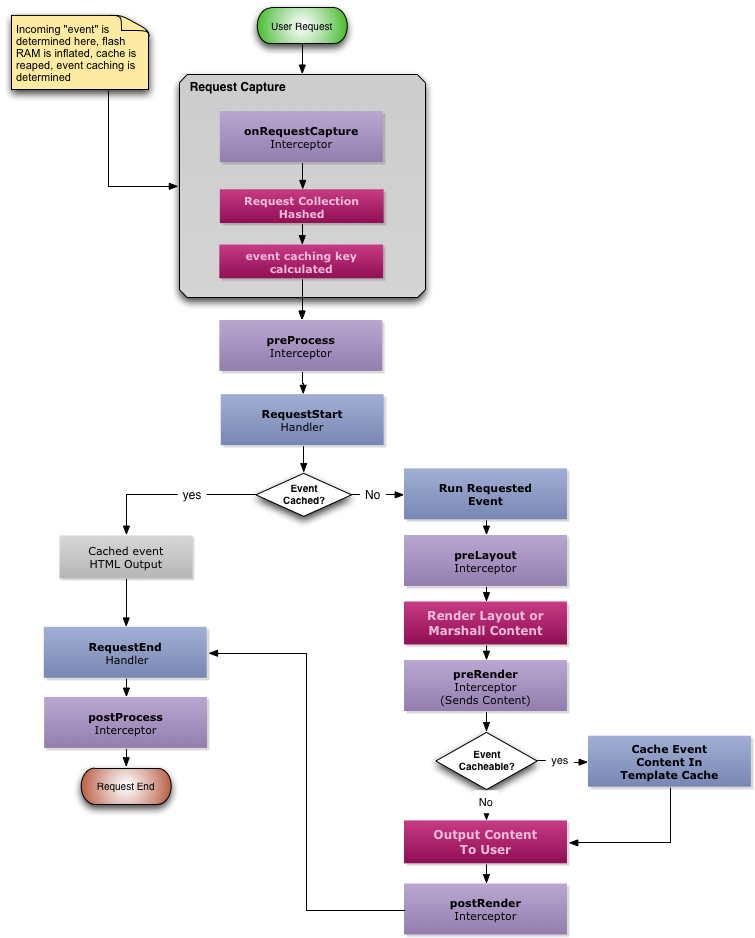 Incoming "event" is
determined here, flash
RAM is inflated, cache is
reaped, event caching is
determined
User Request
Request Capture
onRequestCapture
Interceptor
Request Collection
Hashed
event caching key
calculated
preProcess
Interceptor
RequestStart
Handler
Event
Cached?
yes
No
Cached event
HTML Output
RequestEnd
Handler
postProcess
Interceptor
Request End
Run Requested
Event
preLayout
Interceptor
Render Layout or
Marshall Content
preRender
Interceptor
(Sends Content)
Event
Cacheable?
yes
Cache Event
Content In
Template Cache
No
Output Content
To User
postRender
Interceptor